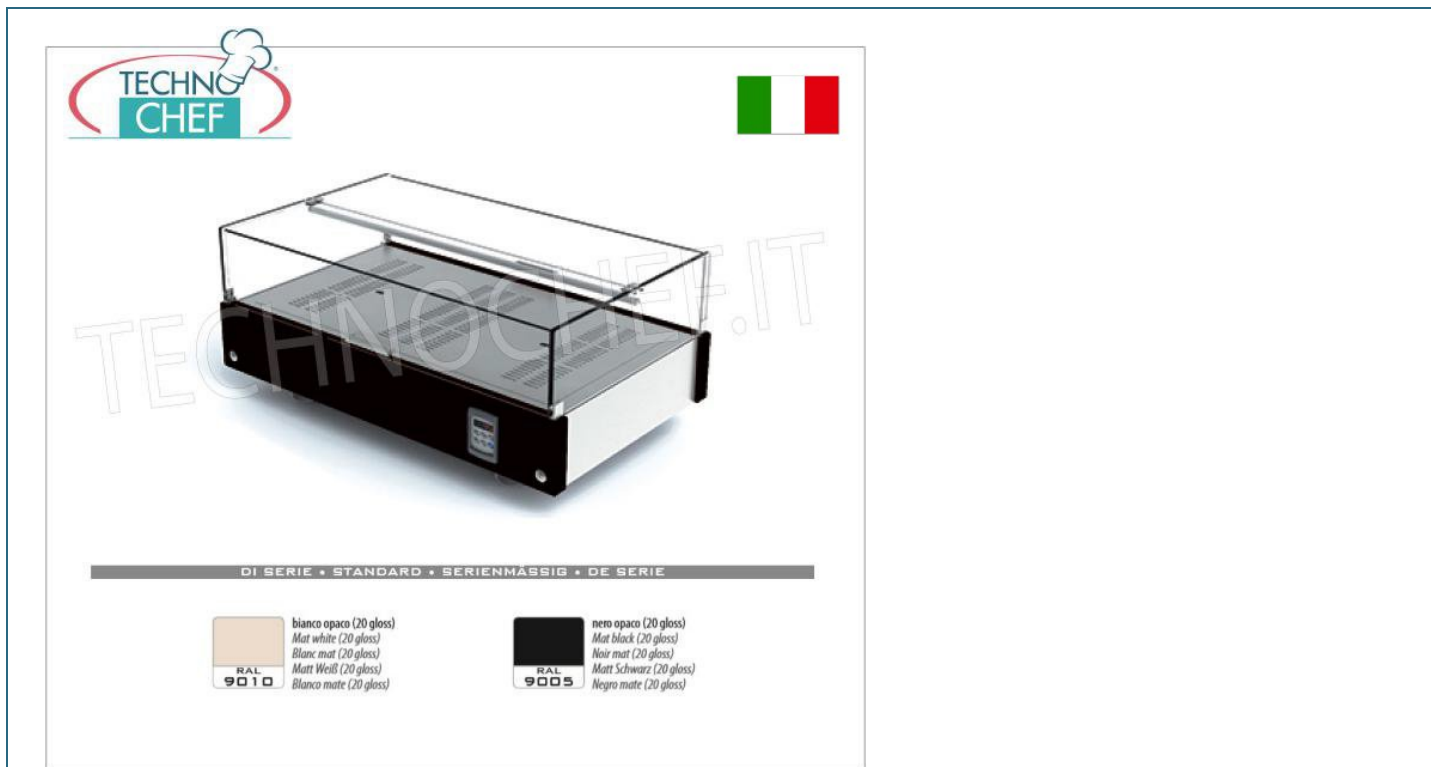 TECHNO
CHEF
TECHNOCHEF.IT
DI SERIE • STANDARD • SERIENMÄSSIG • DE SERIE
bianco opaco (20 gloss)
Mat white (20 gloss)
Blanc mat (20 gloss)
Matt Weiß (20 gloss)
Blanco mate (20 gloss)
RAL
9010
nero opaco (20 gloss)
Mat black (20 gloss)
Noir mat (20 gloss)
Matt Schwarz (20 gloss)
Negro mate (20 gloss)
RAL
9005